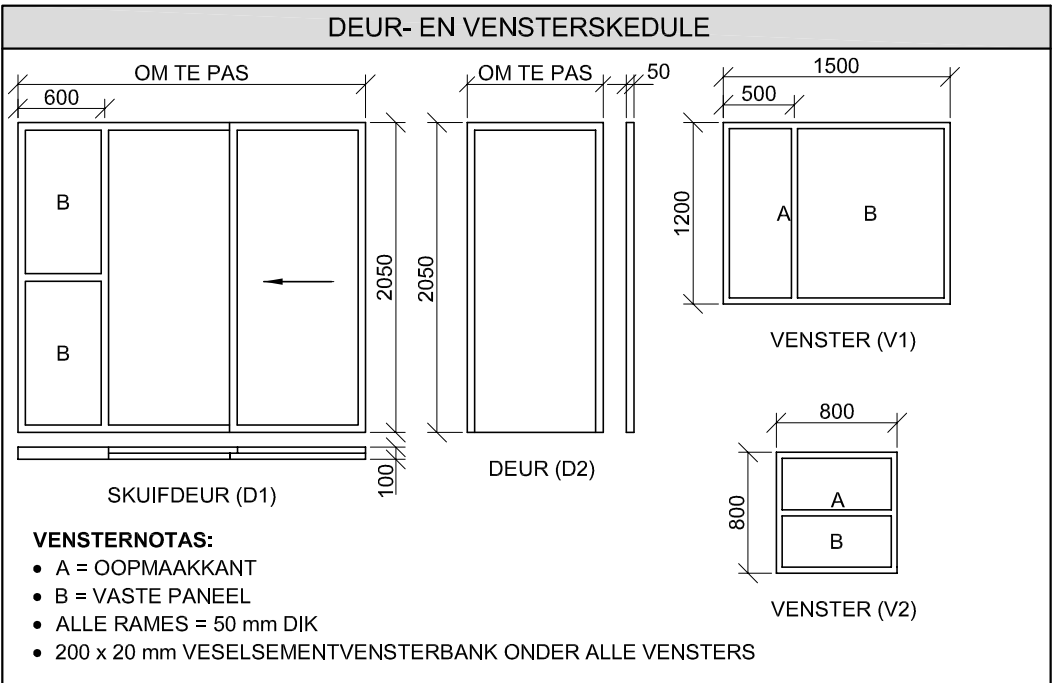 DEUR- EN VENSTERSKEDULE
OM TE PAS
600
B
B
2050
100
SKUIFDEUR (D1)
OM TE PAS
50
2050
DEUR (D2)
1500
500
1200
A
B
VENSTER (V1)
800
800
A
B
VENSTER (V2)
VENSTERNOTAS:
• A = OOPMAAKKANT
• B = VASTE PANEEL
• ALLE RAMES = 50 mm DIK
• 200 x 20 mm VESELSEMENTVENSTERBANK ONDER ALLE VENSTERS